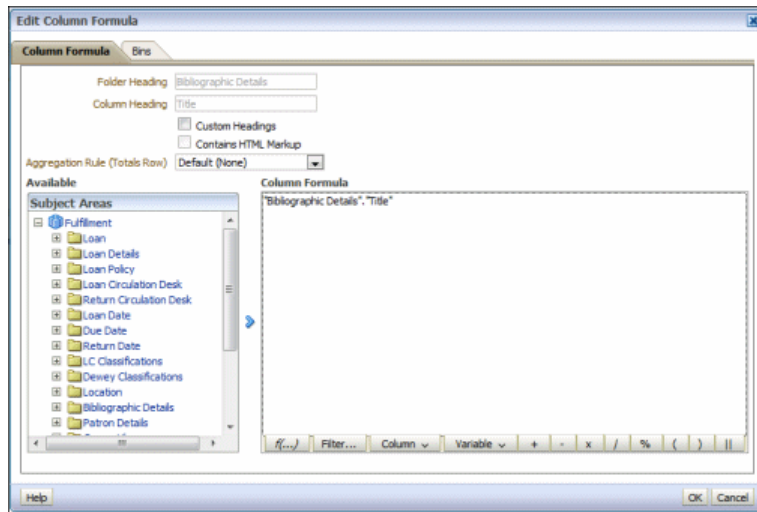 Edit Column Formula
Column Formula Bins
Folder Heading Bibliographic Details
Column Heading Title
Custom Headings
Contains HTML Markup
Aggregation Rule (Totals Row) Default (None)
Available Column Formula
Subject Areas "Bibliographic Details"."Title"
Fulfillment
Loan
Loan Details
Loan Policy
Loan Circulation Desk
Return Circulation Desk
Loan Date
Due Date
Return Date
LC Classifications
Dewey Classifications
Location
Bibliographic Details
Patron Details
f(...) Filter... Column Variable + - x / % ( ) ||
Help OK Cancel